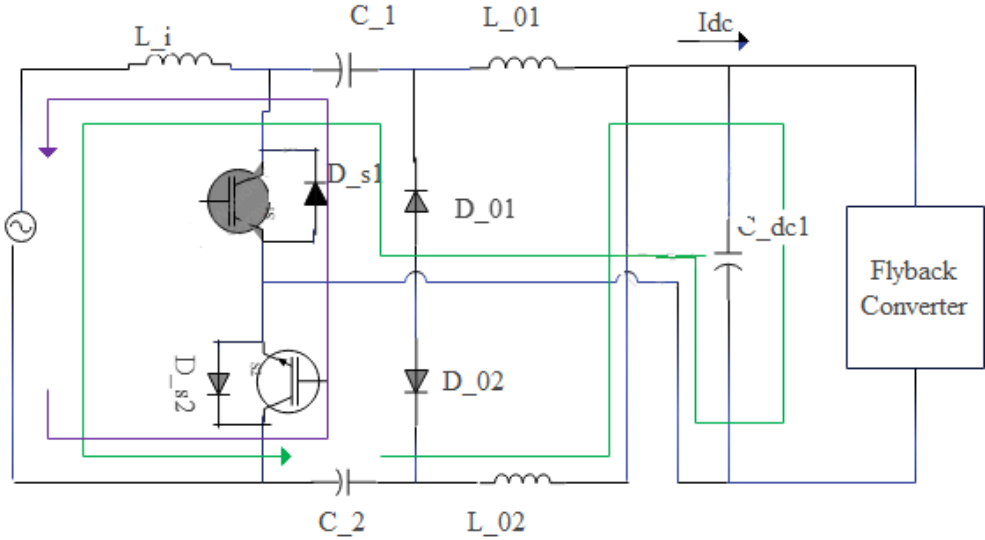 C_1
L_01
Idc
L_i
D_s1
D_01
C_dc1
Flyback
Converter
D_s2
D_02
C_2
L_02